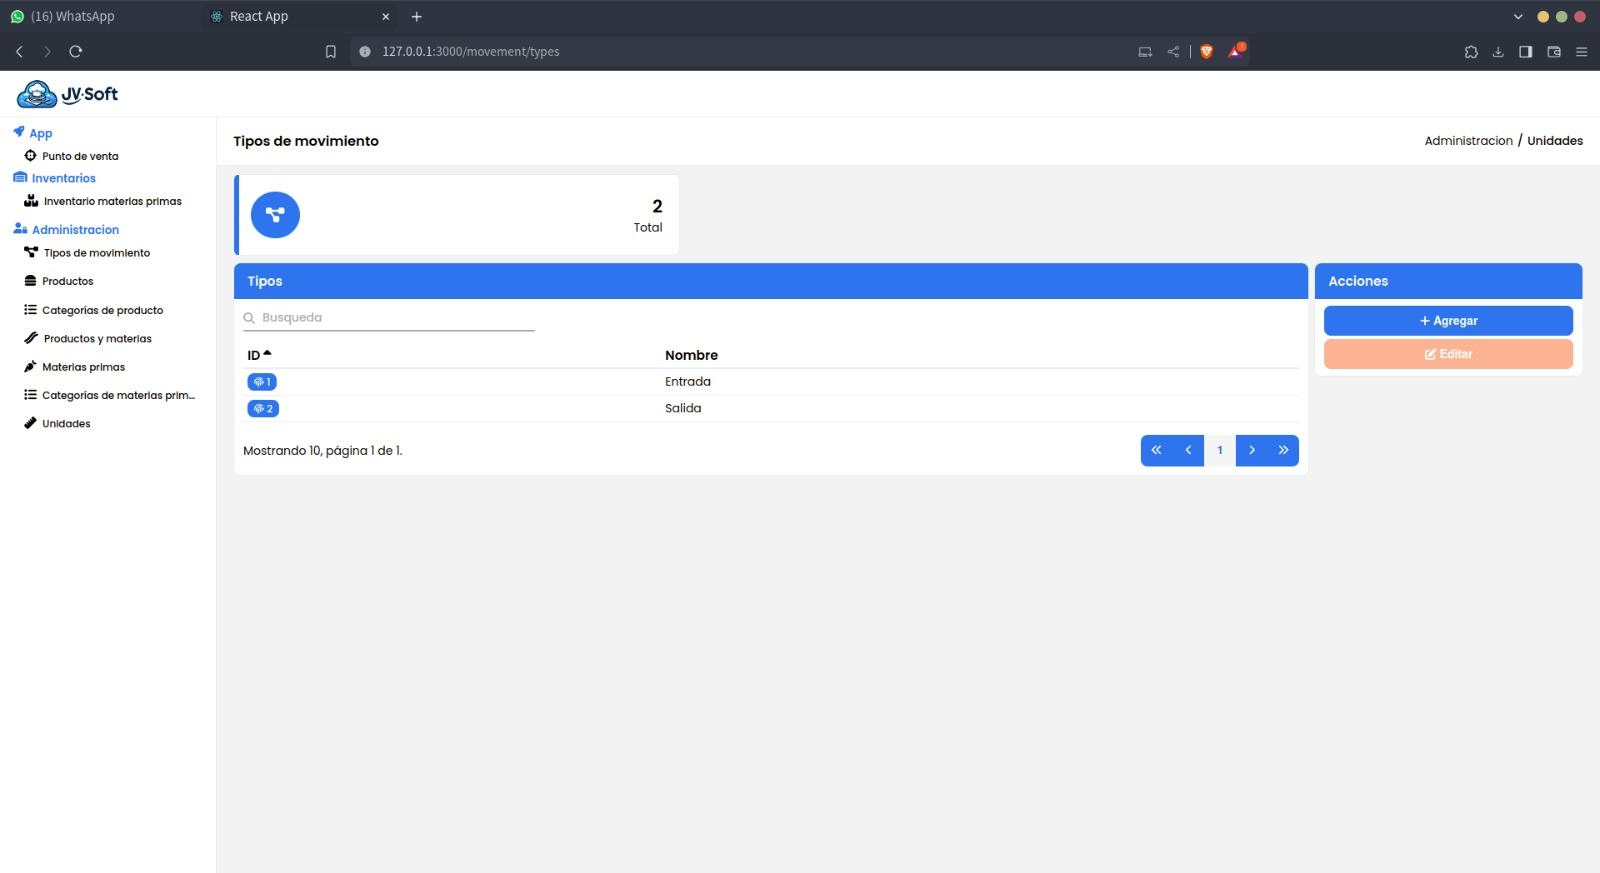 (16) WhatsApp
React App
127.0.0.1:3000/movement/types
JV Soft
App
Punto de venta
Inventarios
Inventario materias primas
Administracion
Tipos de movimiento
Productos
Categorías de producto
Productos y materias
Materias primas
Categorías de materias prim...
Unidades
Tipos de movimiento
Administracion / Unidades
2
Total
Tipos
Busqueda
ID Nombre
1 Entrada
2 Salida
Mostrando 10, página 1 de 1.
« ‹ 1 › »
Acciones
+ Agregar
Editar